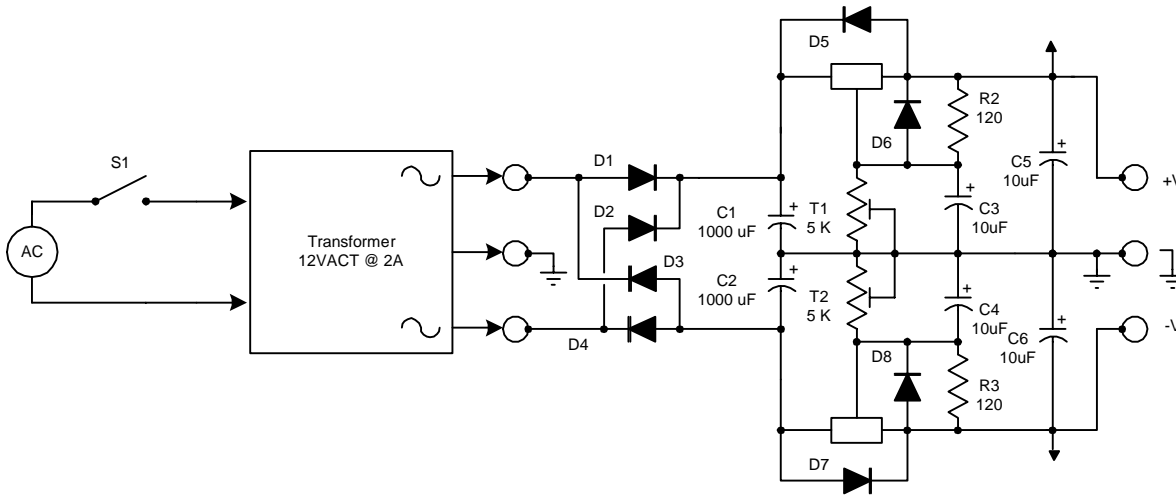 D5
R2
120
D6
S1
D1
C5
10uF
+V
D2
C1
1000 uF
T1
5 K
C3
10uF
AC
Transformer
12VACT @ 2A
D3
C2
1000 uF
T2
5 K
C4
10uF
C6
10uF
-V
D4
D8
R3
120
D7